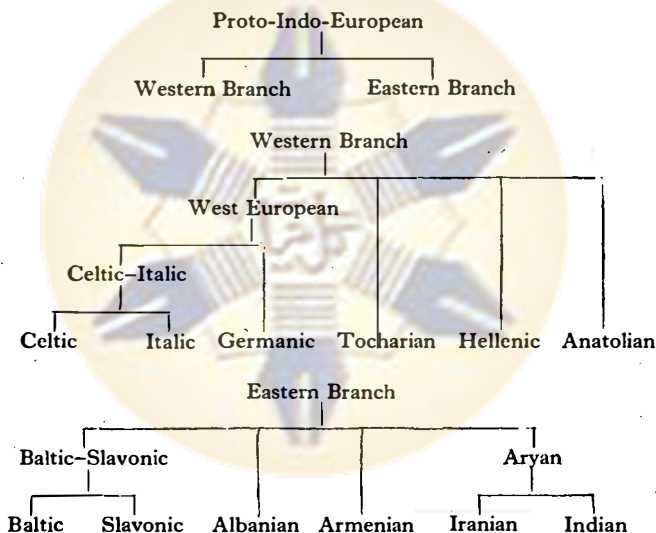 Proto-Indo-European
Western Branch Eastern Branch
Western Branch
West European
Celtic-Italic
Celtic Italic Germanic Tocharian Hellenic Anatolian
Eastern Branch
Baltic-Slavonic Aryan
Baltic Slavonic Albanian Armenian Iranian Indian